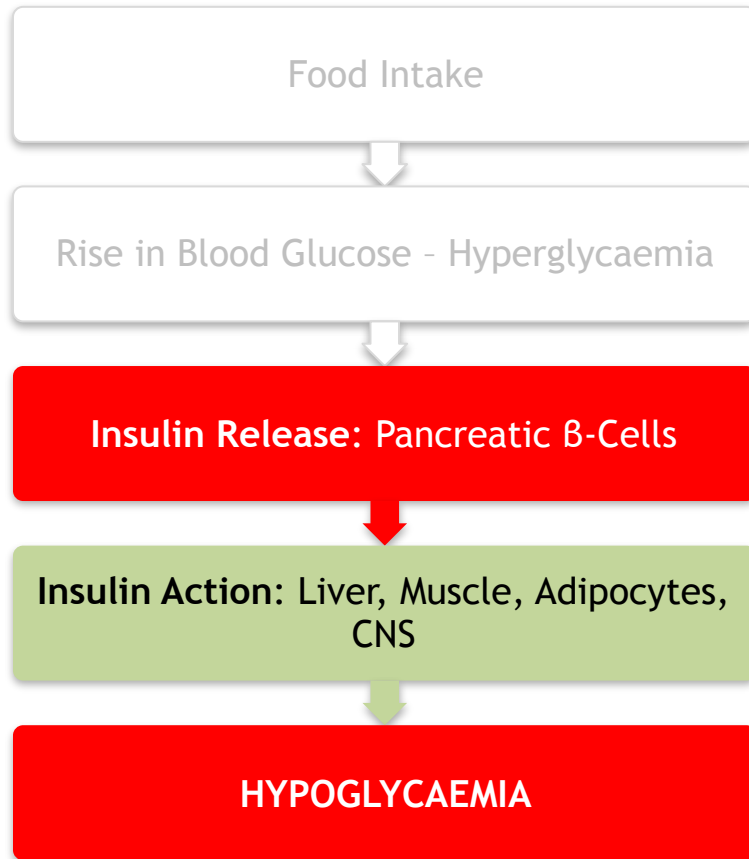 Food Intake
Rise in Blood Glucose – Hyperglycaemia
Insulin Release: Pancreatic ß-Cells
Insulin Action: Liver, Muscle, Adipocytes,
CNS
HYPOGLYCAEMIA